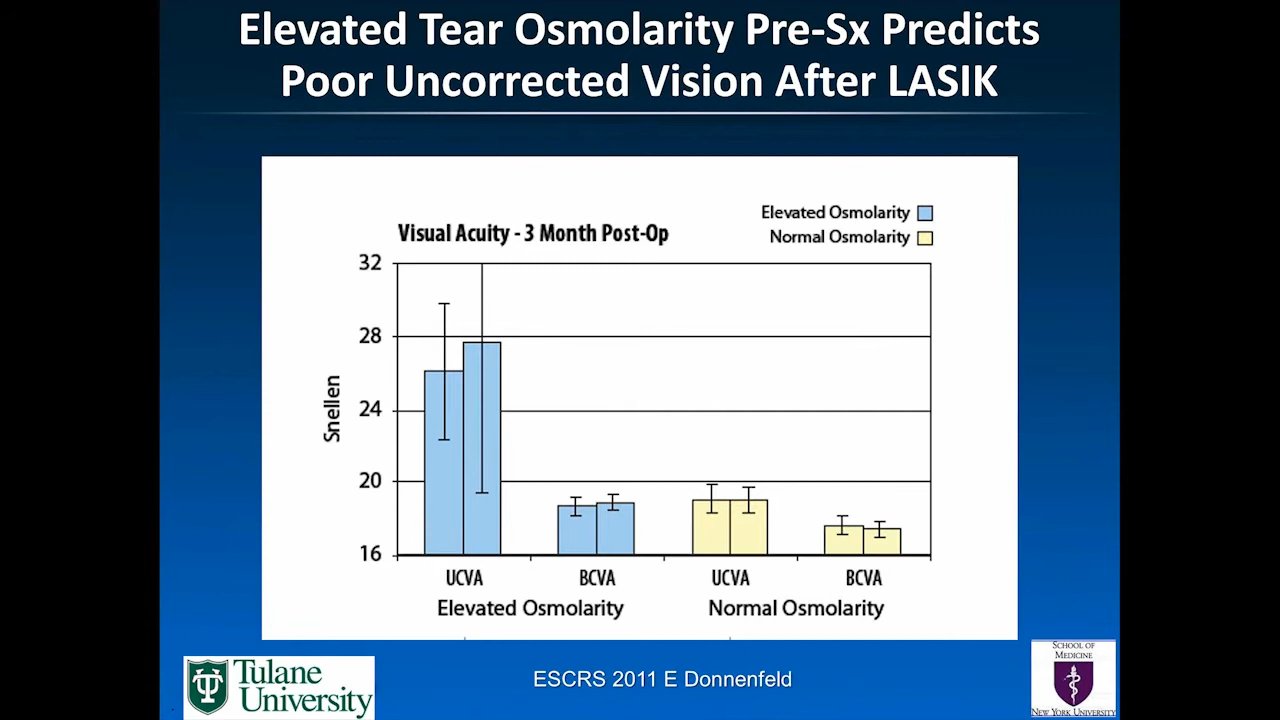 Elevated Tear Osmolarity Pre-Sx Predicts
Poor Uncorrected Vision After LASIK
Elevated Osmolarity
Normal Osmolarity
Visual Acuity - 3 Month Post-Op
32
28
24
20
16
Snellen
UCVA
BCVA
UCVA
BCVA
Elevated Osmolarity
Normal Osmolarity
Tulane
University
ESCRS 2011 E Donnenfeld
SCHOOL OF
MEDICINE
NEW YORK UNIVERSITY